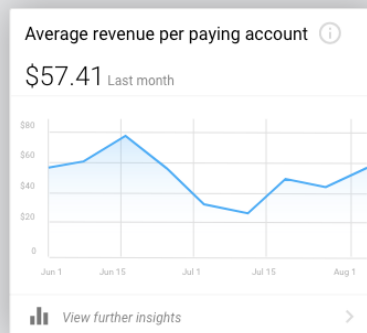 Average revenue per paying account
$57.41 Last month
$80
$60
$40
$20
0
Jun 1 Jun 15 Jul 1 Jul 15 Aug 1
View further insights